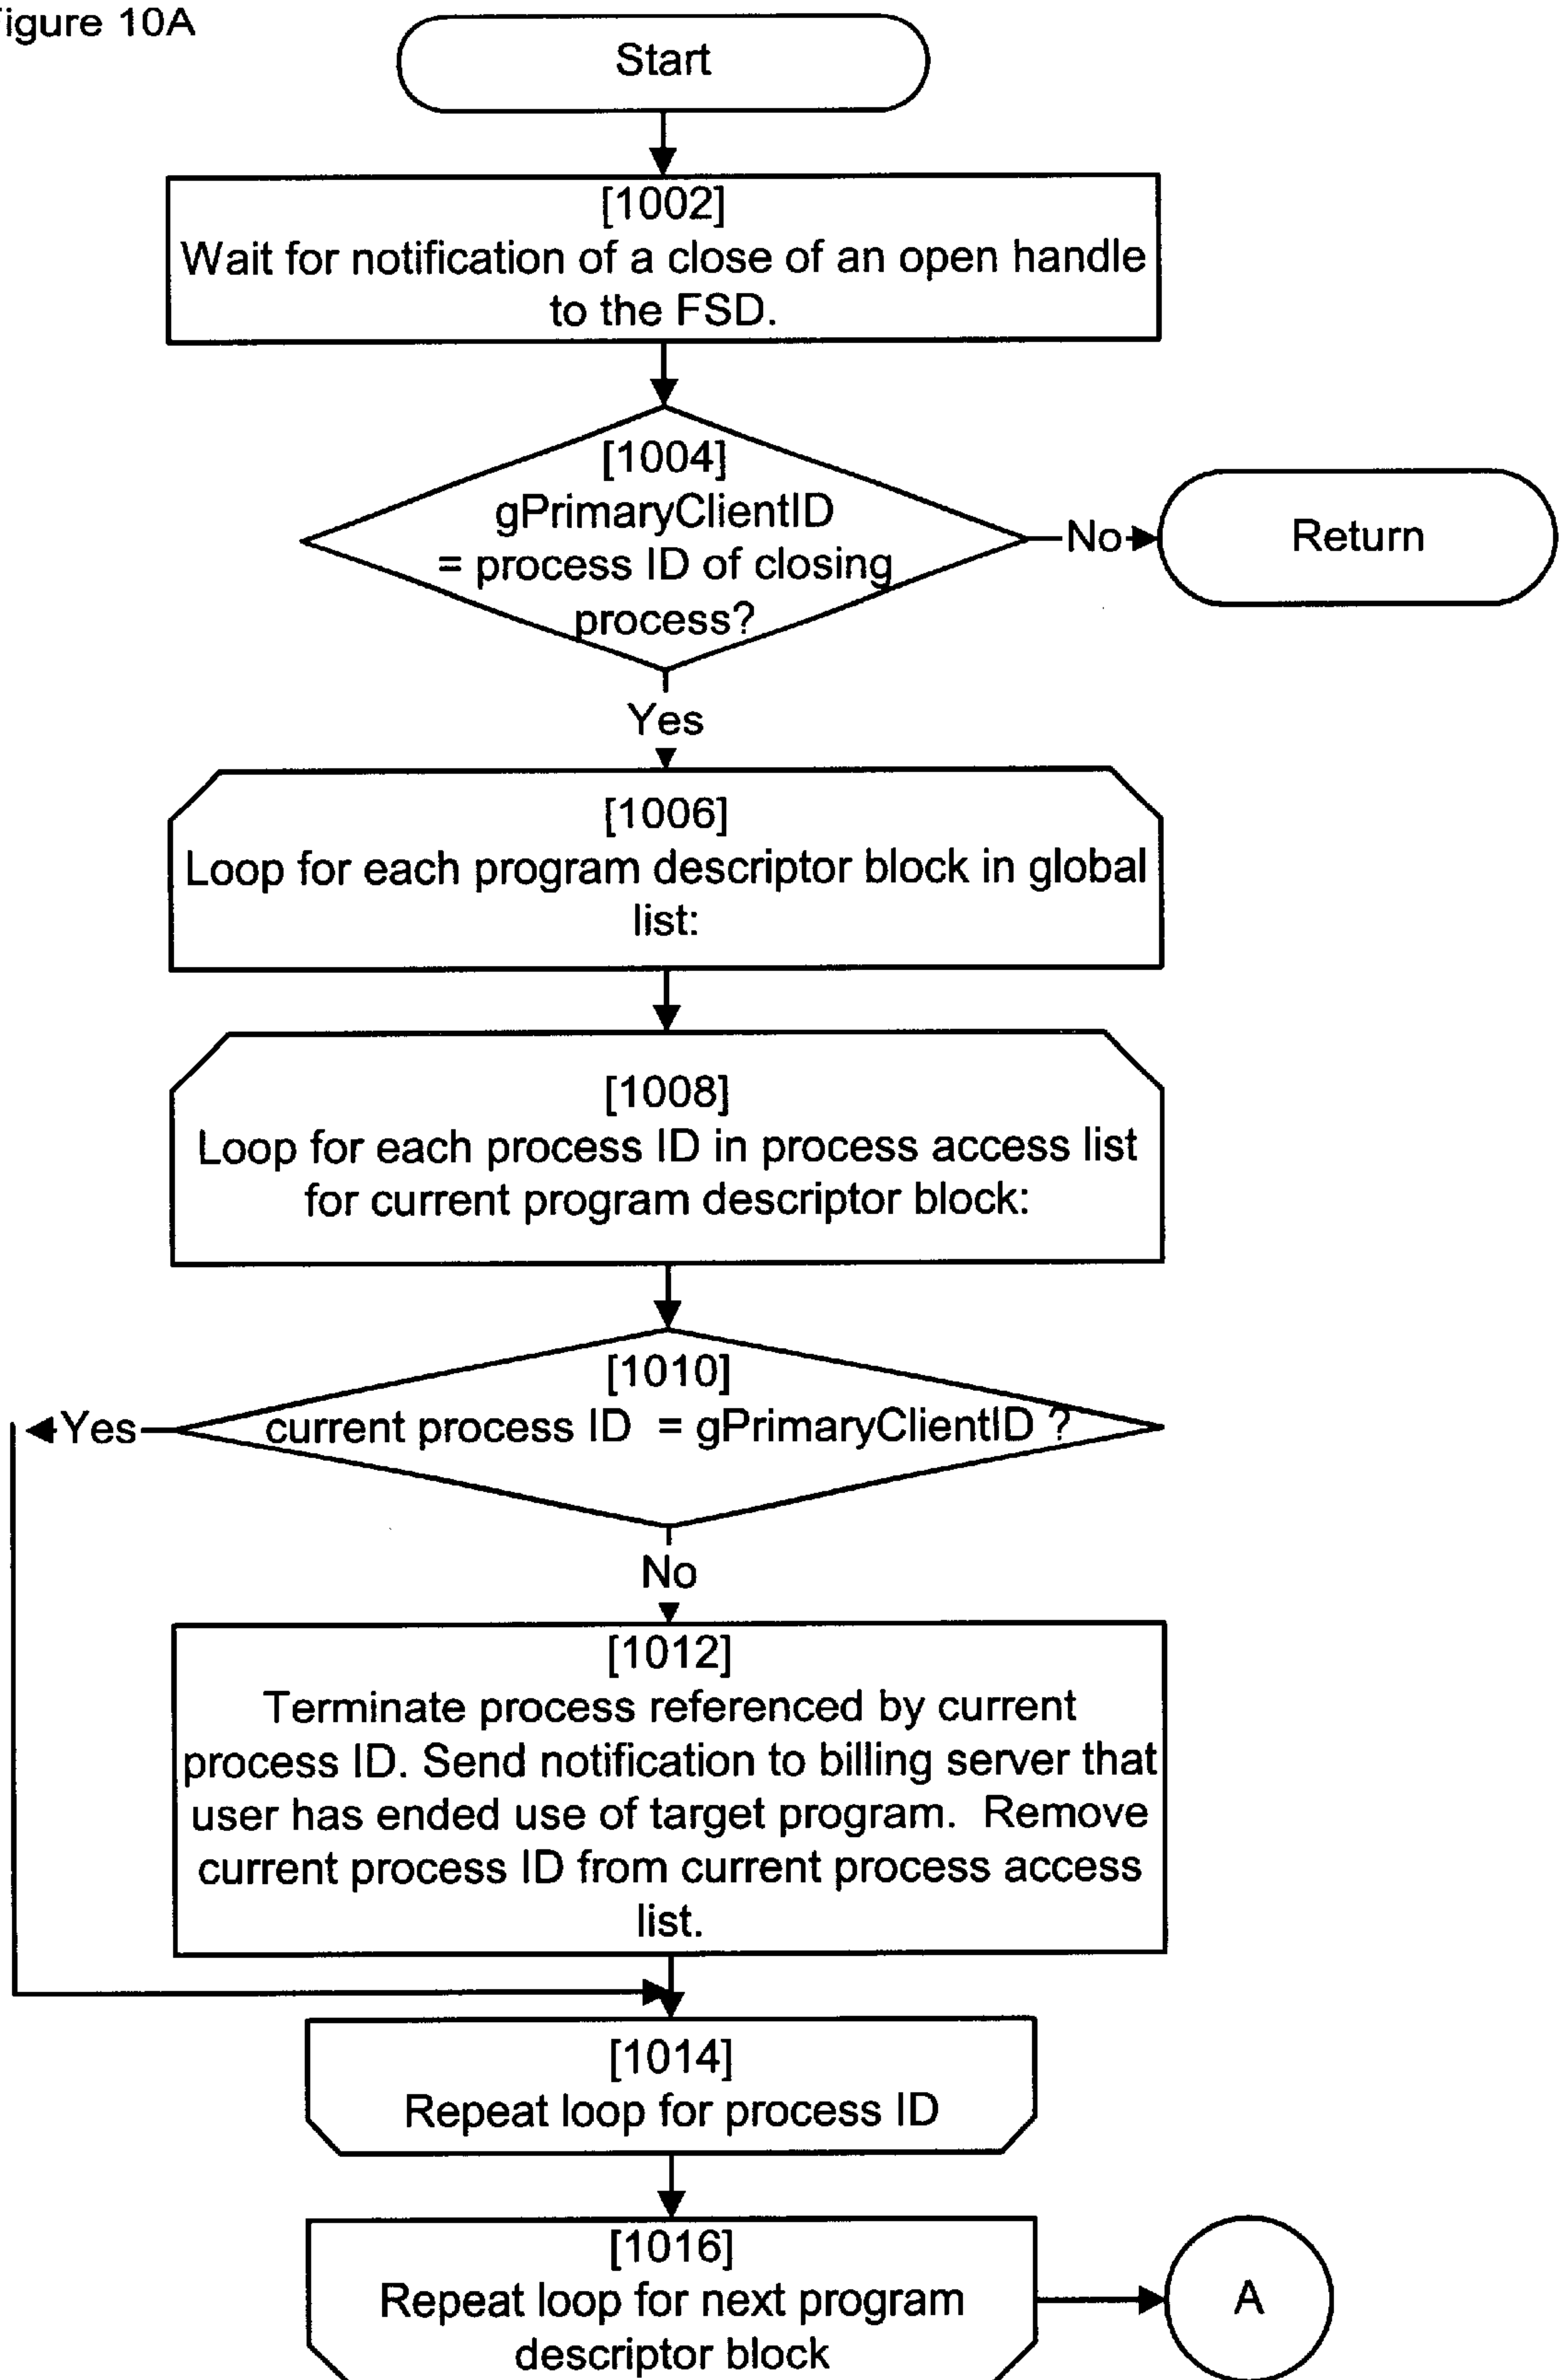 igure 10A
Start
[1002]
Wait for notification of a close of an open handle
to the FSD.
[1004]
gPrimaryClientID
= process ID of closing
process?
No
Return
Yes
[1006]
Loop for each program descriptor block in global
list:
[1008]
Loop for each process ID in process access list
for current program descriptor block:
[1010]
current process ID = gPrimaryClientID ?
Yes
No
[1012]
Terminate process referenced by current
process ID. Send notification to billing server that
user has ended use of target program. Remove
current process ID from current process access
list.
[1014]
Repeat loop for process ID
[1016]
Repeat loop for next program
descriptor block
A